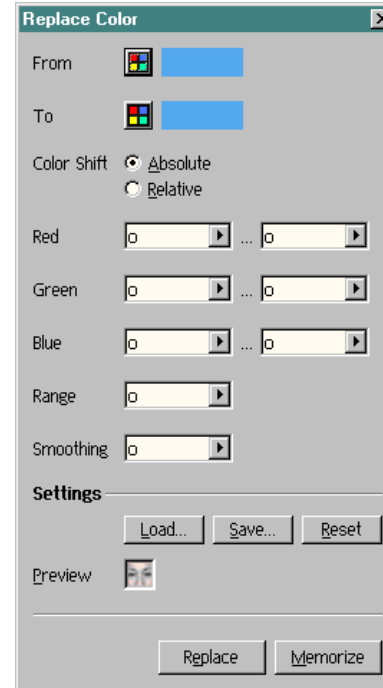 Replace Color
From
To
Color Shift Absolute
Relative
Red 0 ... 0
Green 0 ... 0
Blue 0 ... 0
Range 0
Smoothing 0
Settings
Load... Save... Reset
Preview
Replace Memorize